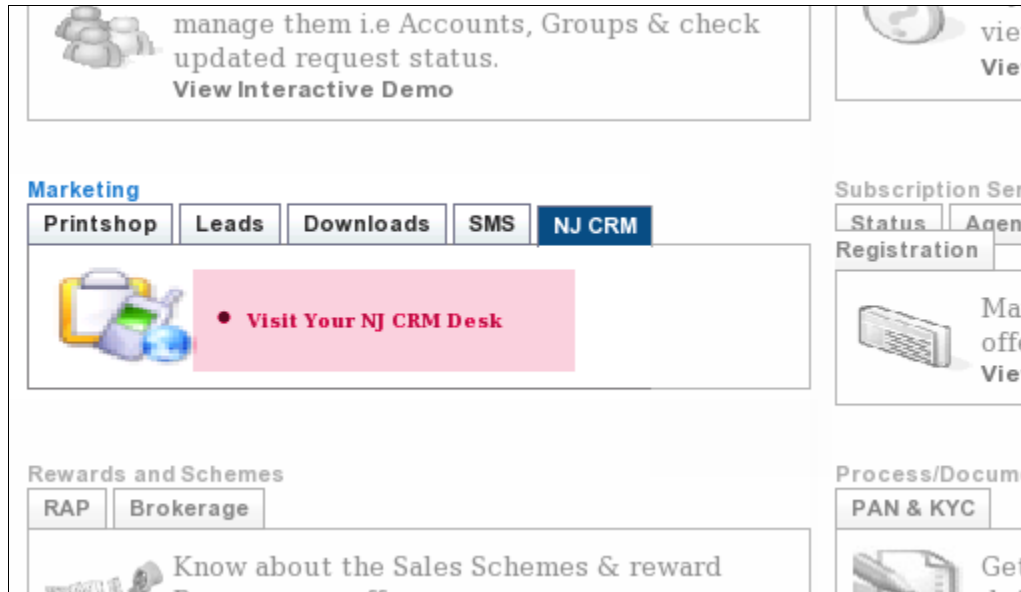 manage them i.e Accounts, Groups & check
updated request status.
View Interactive Demo
Vie
Marketing
Printshop Leads Downloads SMS NJ CRM
Visit Your NJ CRM Desk
Subscription Ser
Status Agen
Registration
Ma
offe
Vie
Rewards and Schemes
RAP Brokerage
Know about the Sales Schemes & reward
Process/Docum
PAN & KYC
Get